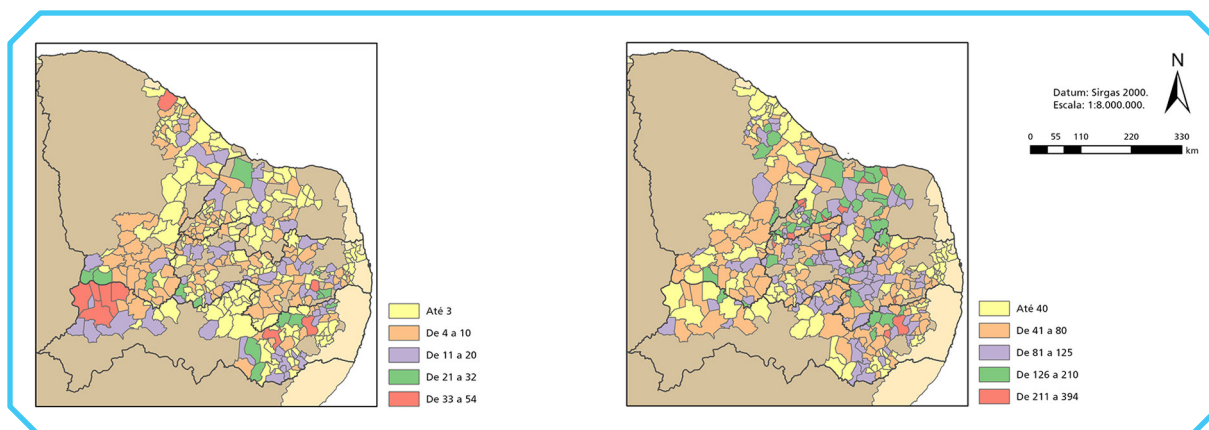 Até 3
De 4 a 10
De 11 a 20
De 21 a 32
De 33 a 54
Até 40
De 41 a 80
De 81 a 125
De 126 a 210
De 211 a 394
N
Datum: Sirgas 2000.
Escala: 1:8.000.000.
0 55 110 220 330
km